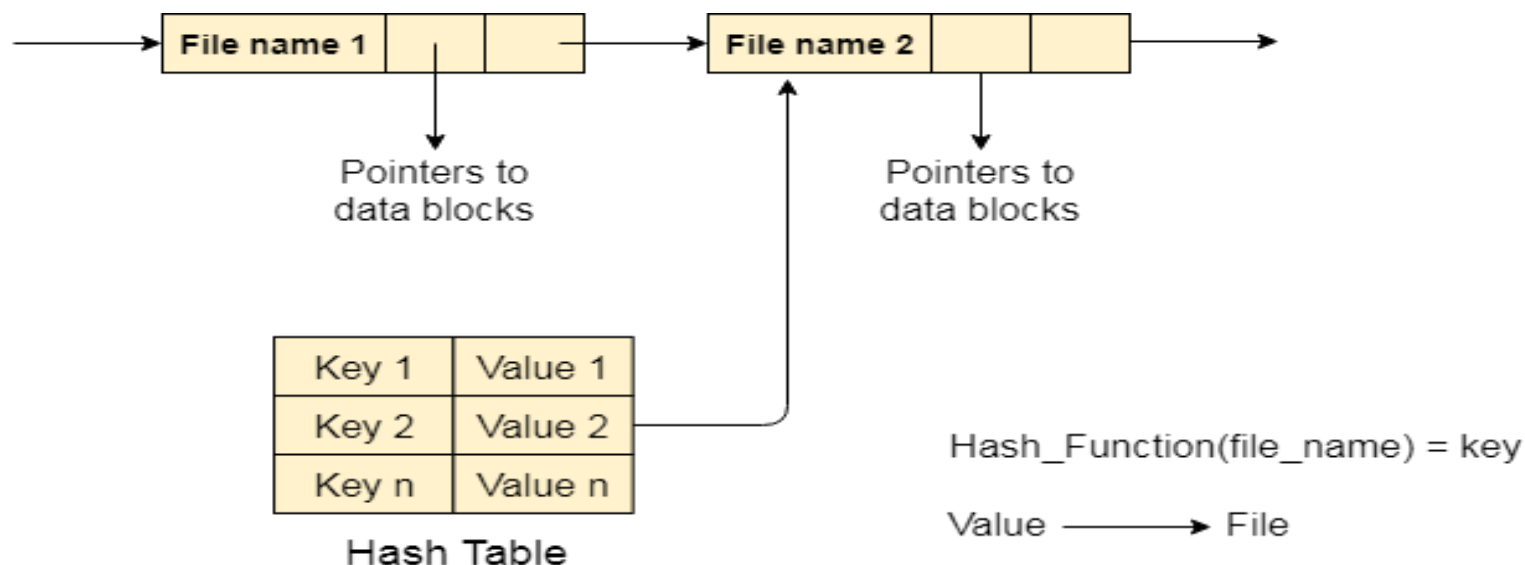 File name 1
File name 2
Pointers to
data blocks
Pointers to
data blocks
Key 1 Value 1
Key 2 Value 2
Key n Value n
Hash Table
Hash_Function(file_name) = key
Value File